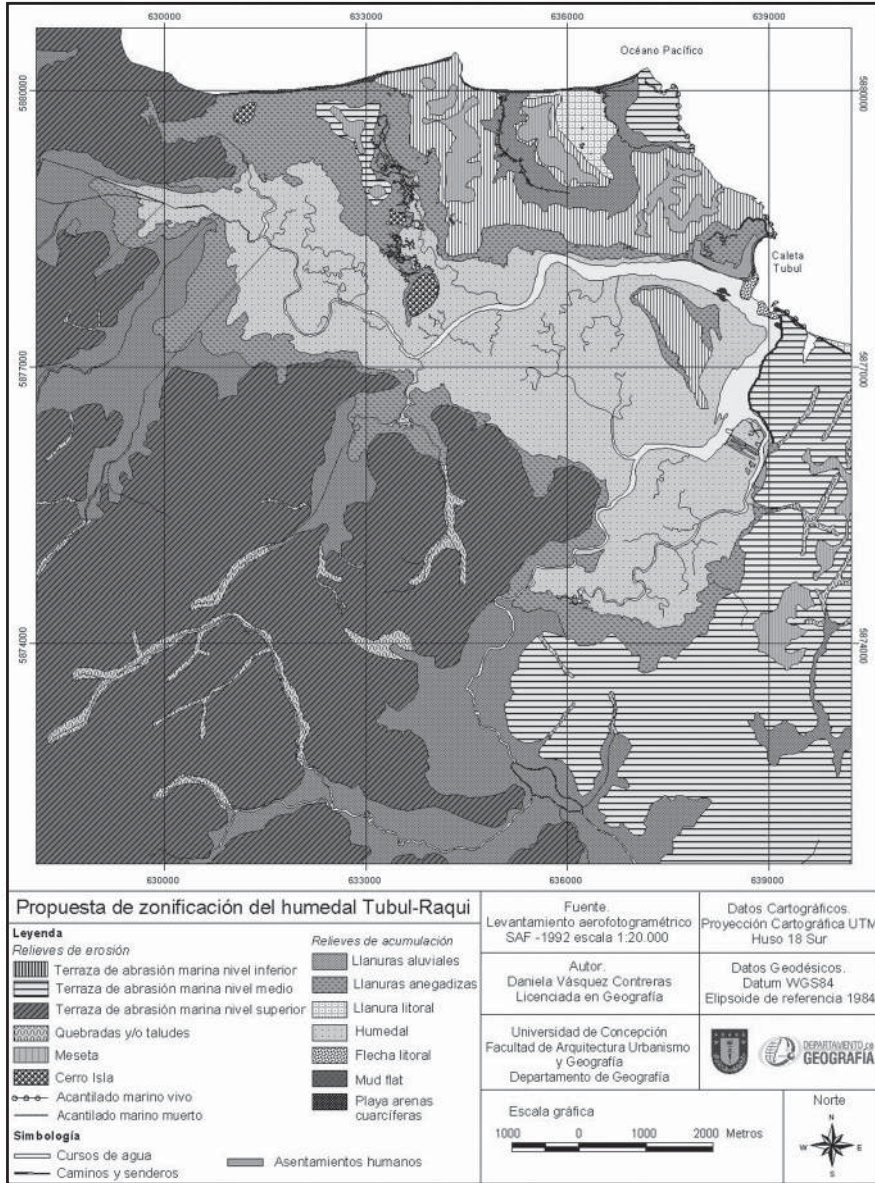 630000
633000
636000
639000
Océano Pacífico
5880000
5880000
Caleta
Tubul
5877000
5877000
5874000
5874000
630000
633000
636000
639000
Propuesta de zonificación del humedal Tubul-Raqui
Leyenda
Relieves de erosión
Terraza de abrasión marina nivel inferior
Terraza de abrasión marina nivel medio
Terraza de abrasión marina nivel superior
Quebradas y/o taludes
Meseta
Cerro Isla
Acantilado marino vivo
Acantilado marino muerto
Relieves de acumulación
Llanuras aluviales
Llanuras anegadizas
Llanura litoral
Humedal
Flecha litoral
Mud flat
Playa arenas
cuarcíferas
Simbología
Cursos de agua
Caminos y senderos
Asentamientos humanos
Fuente.
Levantamiento aerofotogramétrico
SAF -1992 escala 1:20.000
Datos Cartográficos.
Proyección Cartográfica UTM
Huso 18 Sur
Autor.
Daniela Vásquez Contreras
Licenciada en Geografía
Datos Geodésicos.
Datum WGS84
Elipsoide de referencia 1984
Universidad de Concepción
Facultad de Arquitectura Urbanismo
y Geografía
Departamento de Geografía
DEPARTAMENTO DE
GEOGRAFÍA
Escala gráfica
1000 0 1000 2000 Metros
Norte
N
W E
S